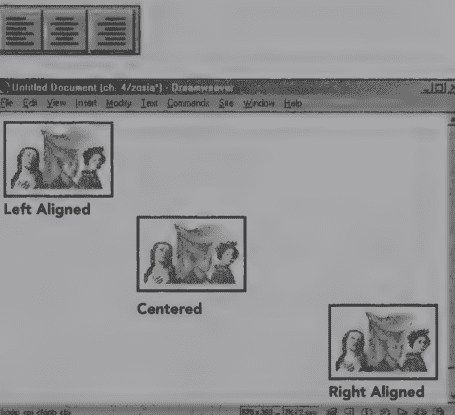 Untitled Document (ch. 4/zosia*) - Dreamweaver
File Edit View Insert Modify Text Commands Site Window Help
Left Aligned
Centered
Right Aligned